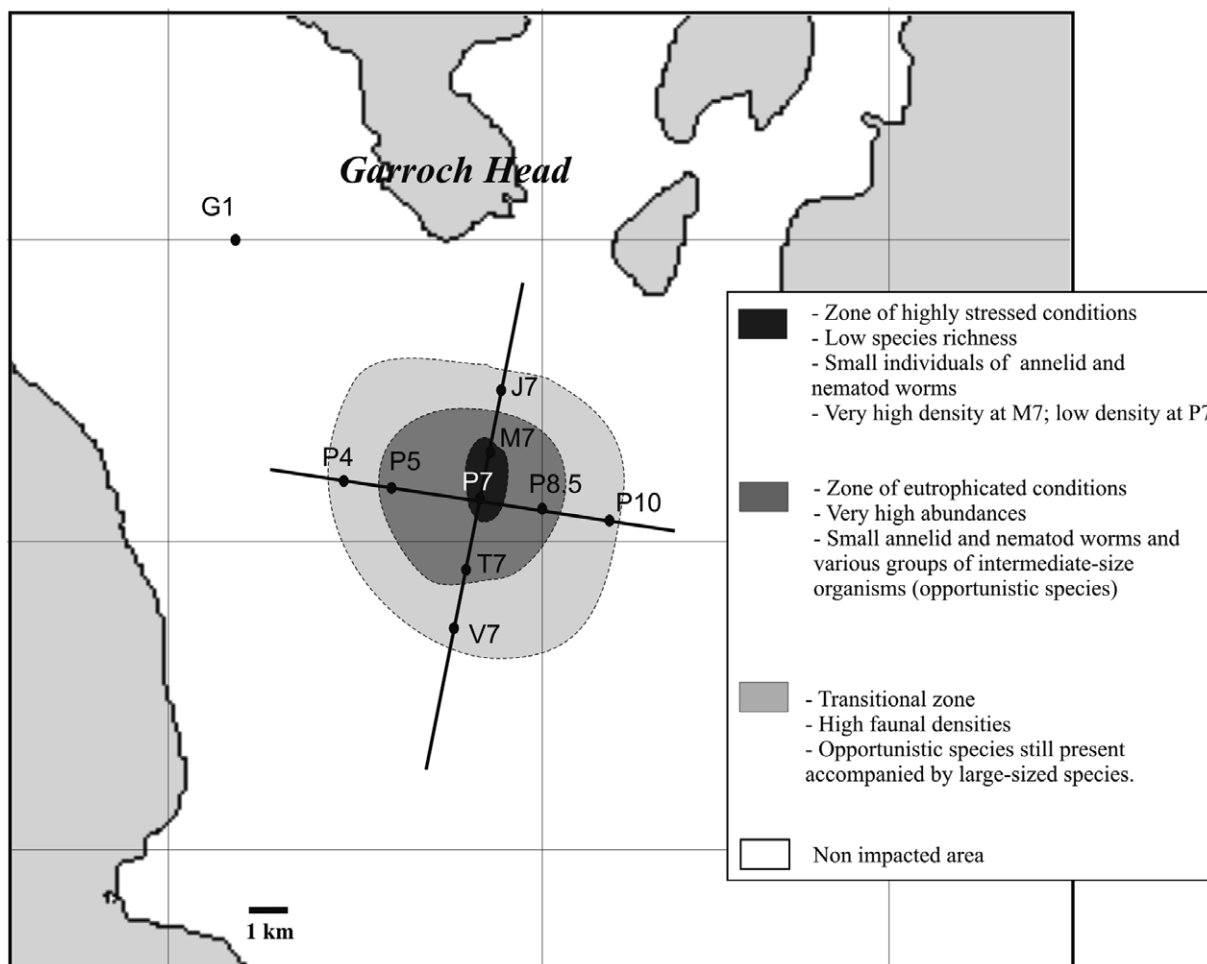 Garroch Head
G1
J7
M7
P4
P5
P7
P8.5
P10
T7
V7
1 km
- Zone of highly stressed conditions
- Low species richness
- Small individuals of annelid and
nematod worms
- Very high density at M7; low density at P7
- Zone of eutrophicated conditions
- Very high abundances
- Small annelid and nematod worms and
various groups of intermediate-size
organisms (opportunistic species)
- Transitional zone
- High faunal densities
- Opportunistic species still present
accompanied by large-sized species.
Non impacted area